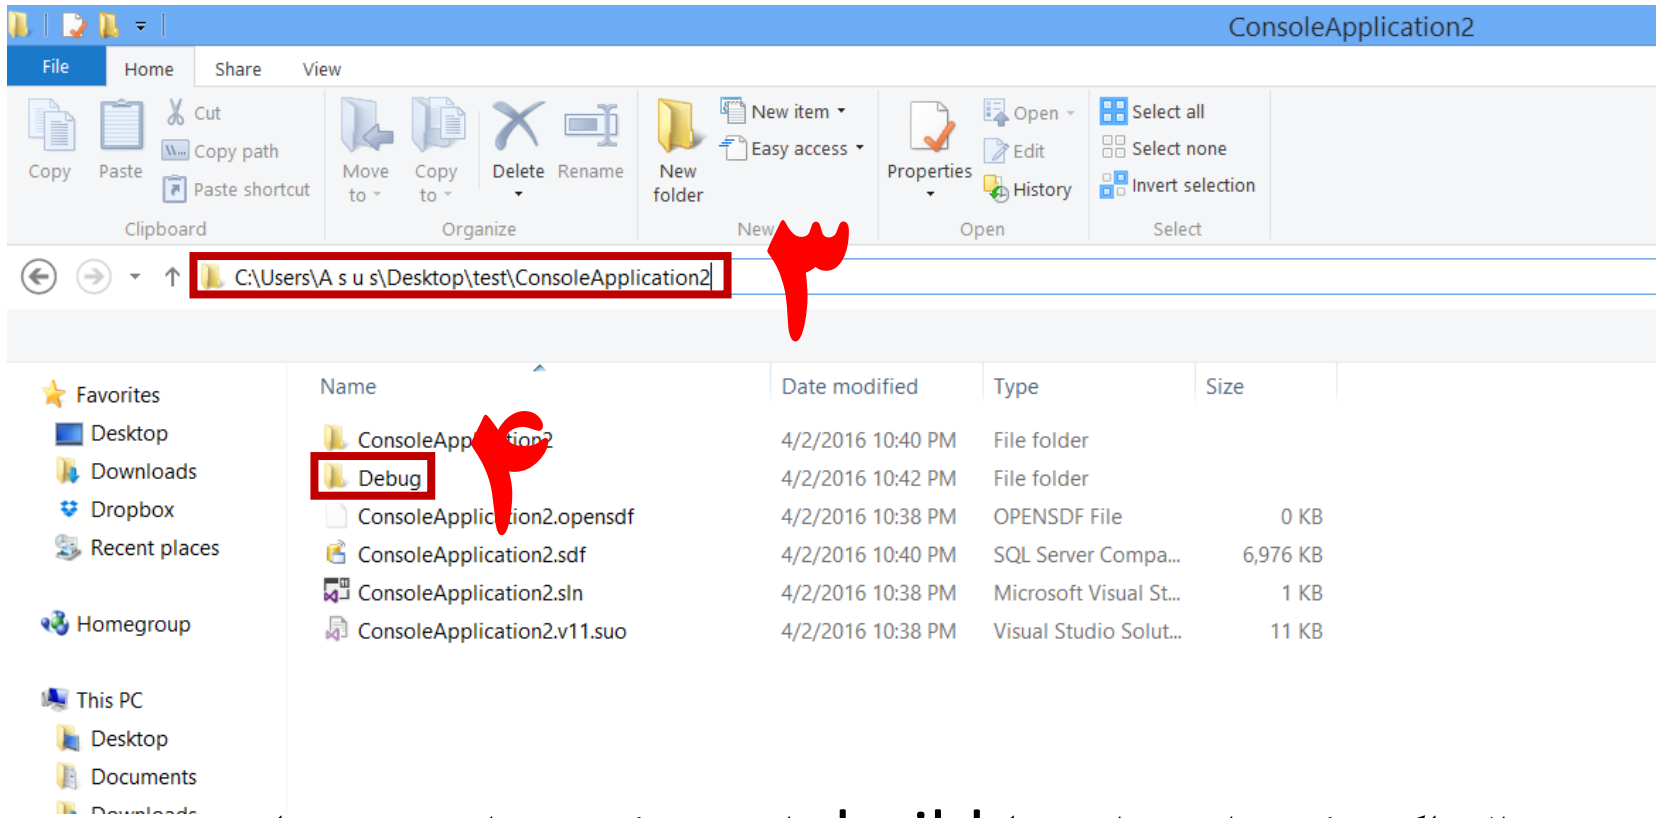 ConsoleApplication2
File Home Share View
Copy Paste Cut Copy path Paste shortcut
Move to Copy to Delete Rename
New folder New item Easy access
Properties Open Edit History
Select all Select none Invert selection
Clipboard Organize New Open Select
C:\Users\A s u s\Desktop\test\ConsoleApplication2
۳
Favorites
Desktop
Downloads
Dropbox
Recent places
Homegroup
This PC
Desktop
Documents
Downloads
Name Date modified Type Size
ConsoleApplication2 4/2/2016 10:40 PM File folder
۴
Debug 4/2/2016 10:42 PM File folder
ConsoleApplication2.opensdf 4/2/2016 10:38 PM OPENSDF File 0 KB
ConsoleApplication2.sdf 4/2/2016 10:40 PM SQL Server Compa... 6,976 KB
ConsoleApplication2.sln 4/2/2016 10:38 PM Microsoft Visual St... 1 KB
ConsoleApplication2.v11.suo 4/2/2016 10:38 PM Visual Studio Solut... 11 KB